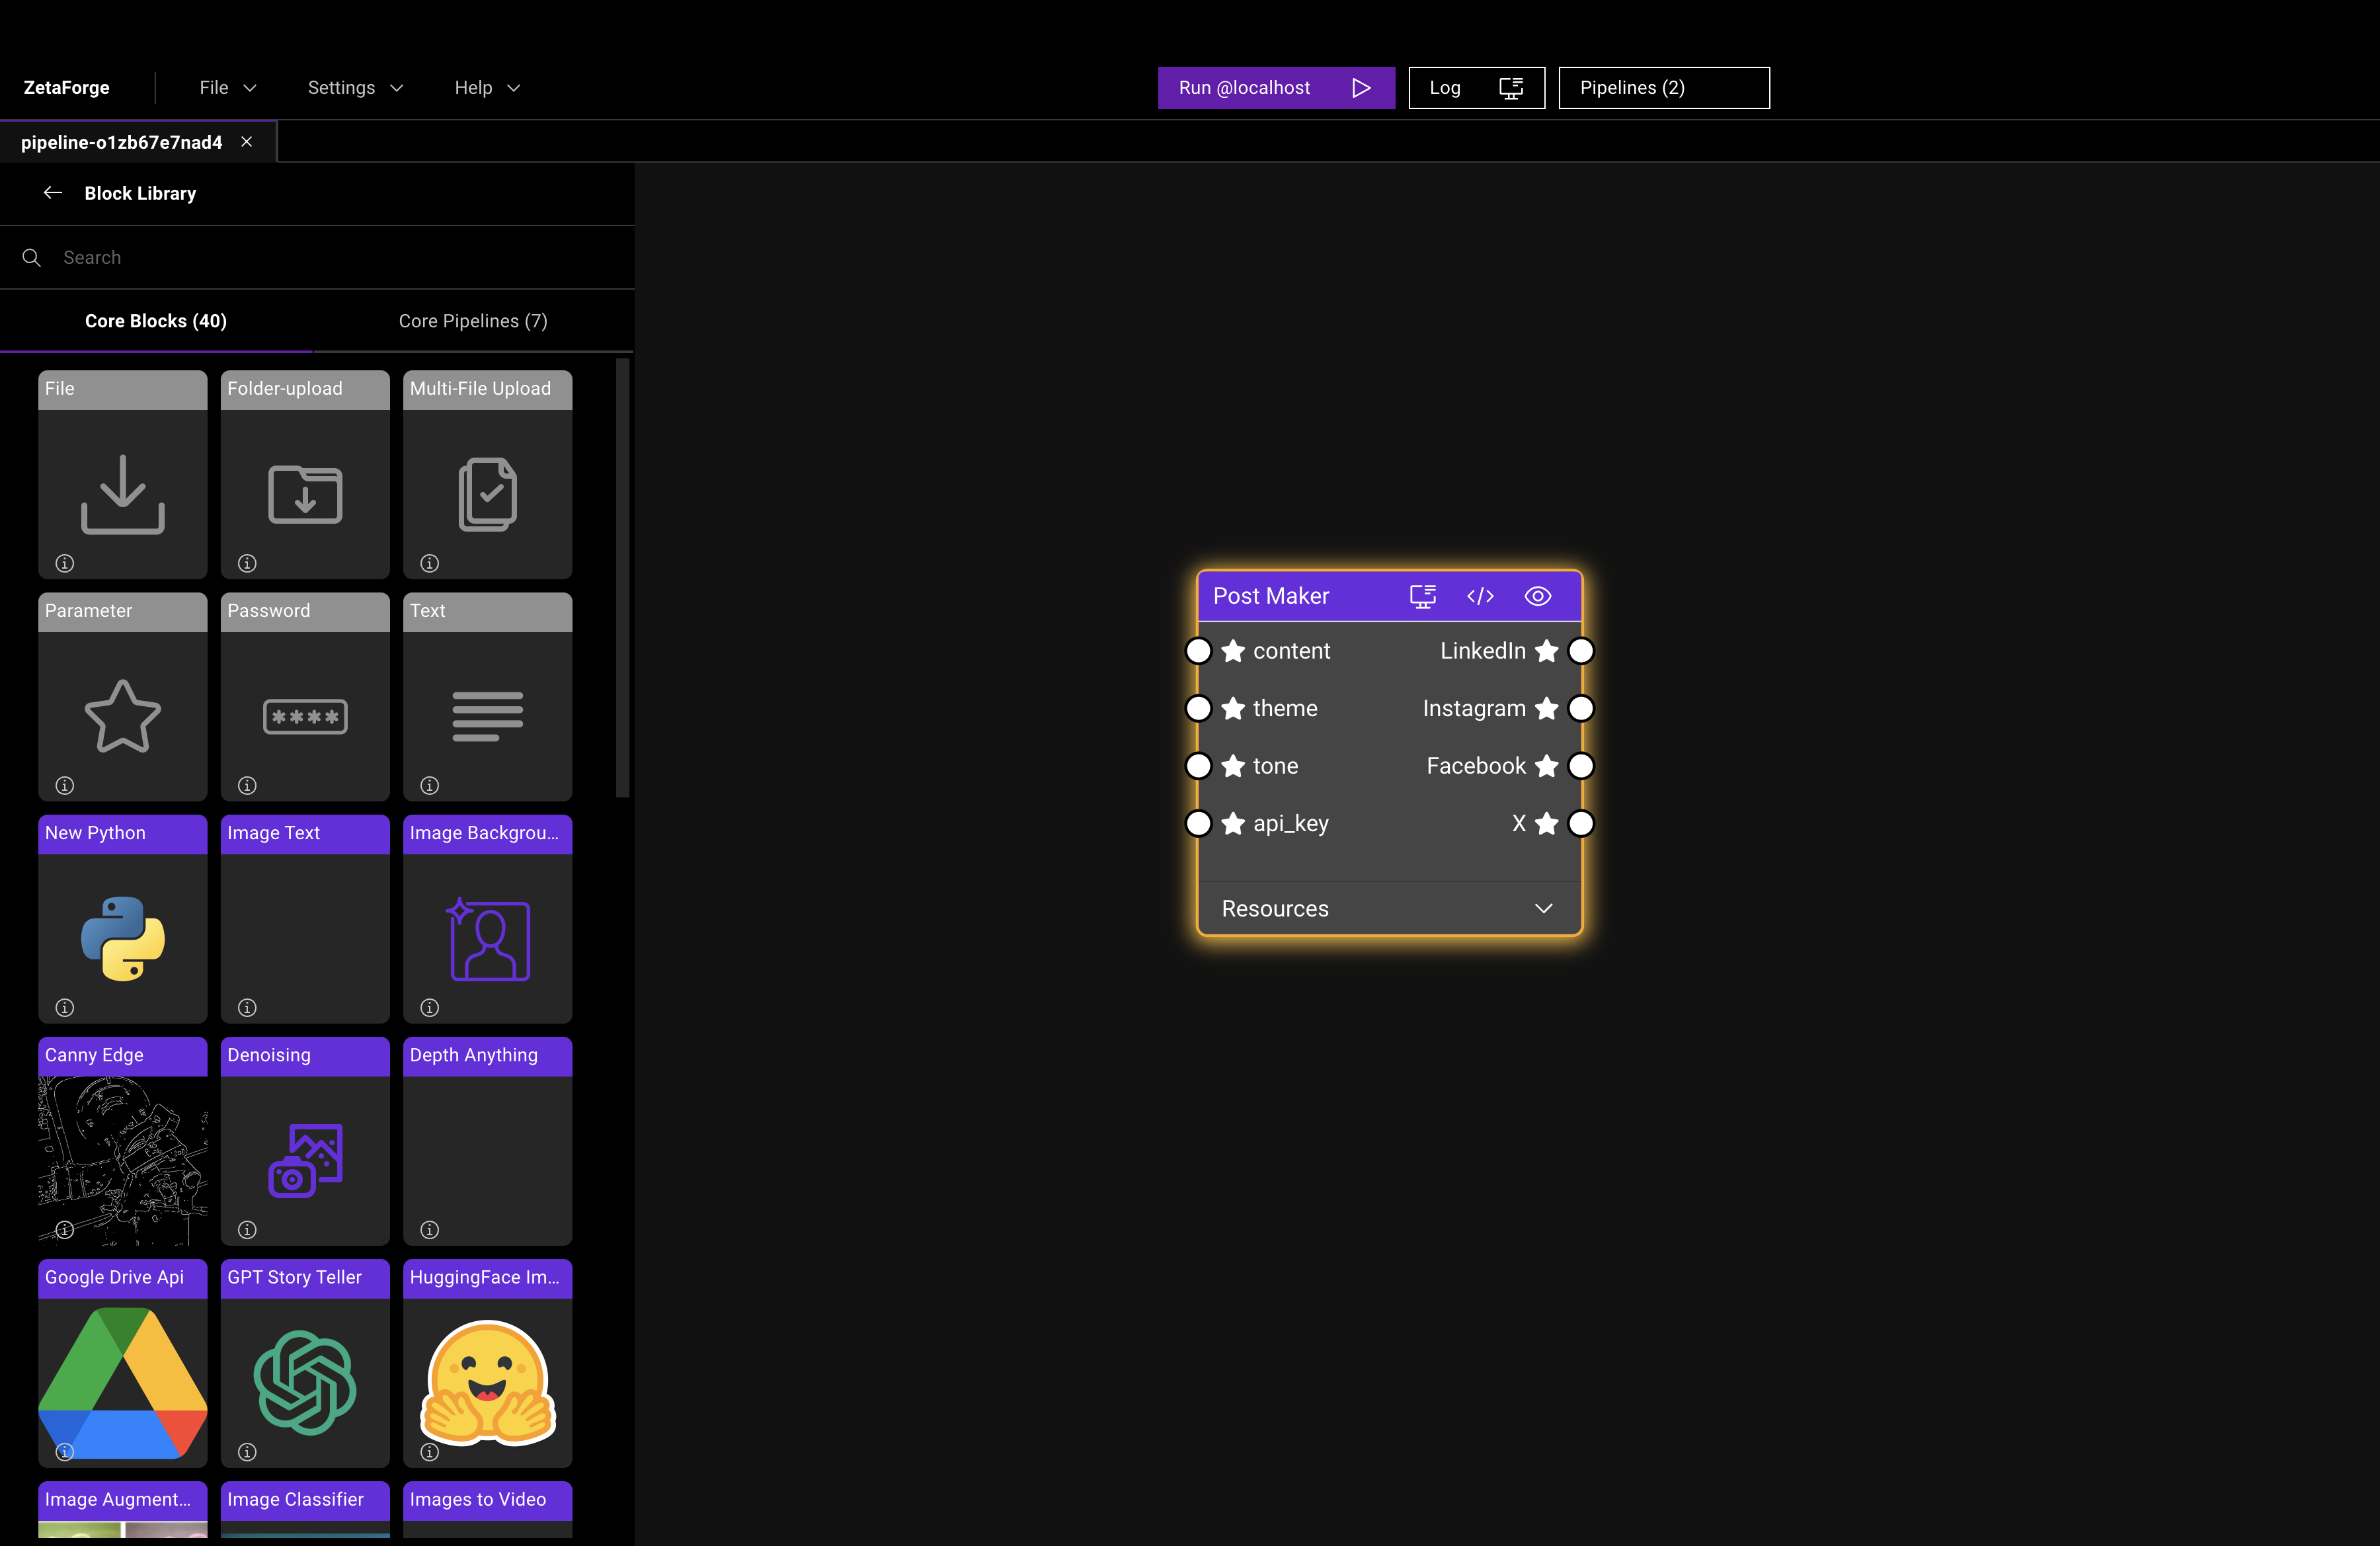 ZetaForge
File
Settings
Help
Run @localhost
Log
Pipelines (2)
pipeline-o1zb67e7nad4
Block Library
Search
Core Blocks (40)
Core Pipelines (7)
File
Folder-upload
Multi-File Upload
Parameter
Password
****
Text
New Python
Image Text
Image Backgrou...
Canny Edge
Denoising
Depth Anything
Google Drive Api
GPT Story Teller
HuggingFace Im...
Image Augment...
Image Classifier
Images to Video
Post Maker
content
LinkedIn
theme
Instagram
tone
Facebook
api_key
X
Resources